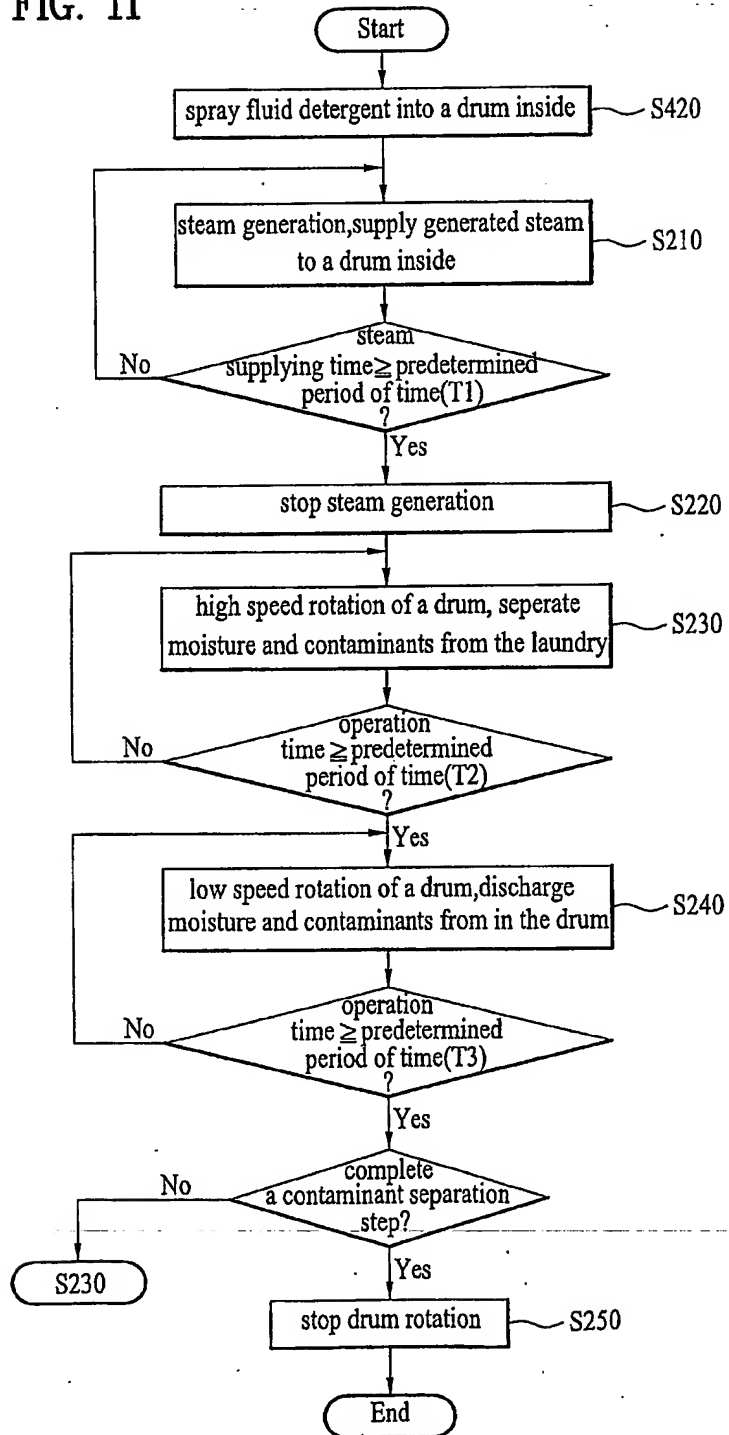 FIG. 11
Start
spray fluid detergent into a drum inside
S420
steam generation,supply generated steam
to a drum inside
S210
steam
supplying time≧predetermined
period of time(T1)
?
No
Yes
stop steam generation
S220
high speed rotation of a drum, seperate
moisture and contaminants from the laundry
S230
operation
time≧predetermined
period of time(T2)
?
No
Yes
low speed rotation of a drum,discharge
moisture and contaminants from in the drum
S240
operation
time≧predetermined
period of time(T3)
?
No
Yes
complete
a contaminant separation
step?
No
S230
Yes
stop drum rotation
S250
End